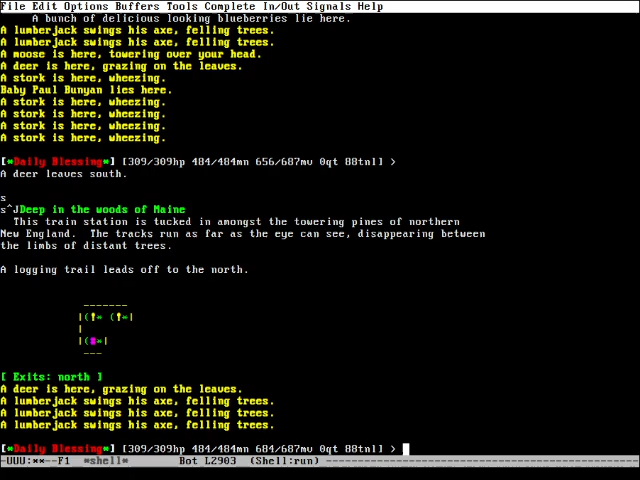 File Edit Options Buffers Tools Complete In/Out Signals Help
A bunch of delicious looking blueberries lie here.
A lumberjack swings his axe, felling trees.
A lumberjack swings his axe, felling trees.
A moose is here, towering over your head.
A deer is here, grazing on the leaves.
A stork is here, wheezing.
Baby Paul Bunyan lies here.
A stork is here, wheezing.
A stork is here, wheezing.
A stork is here, wheezing.
A stork is here, wheezing.
[*Daily Blessing*] [309/309hp 484/484mn 656/687mv 0qt 88tnl] >
A deer leaves south.
s
s^JDeep in the woods of Maine
This train station is tucked in amongst the towering pines of northern
New England.  The tracks run as far as the eye can see, disappearing between
the limbs of distant trees.
A logging trail leads off to the north.
-------
|(!* (!*|
|
|(#*|
---
[ Exits: north ]
A deer is here, grazing on the leaves.
A lumberjack swings his axe, felling trees.
A lumberjack swings his axe, felling trees.
A lumberjack swings his axe, felling trees.
[*Daily Blessing*] [309/309hp 484/484mn 684/687mv 0qt 88tnl] >
-UUU:**--F1  *shell*        Bot L2903  (Shell:run) ----------------------------------------